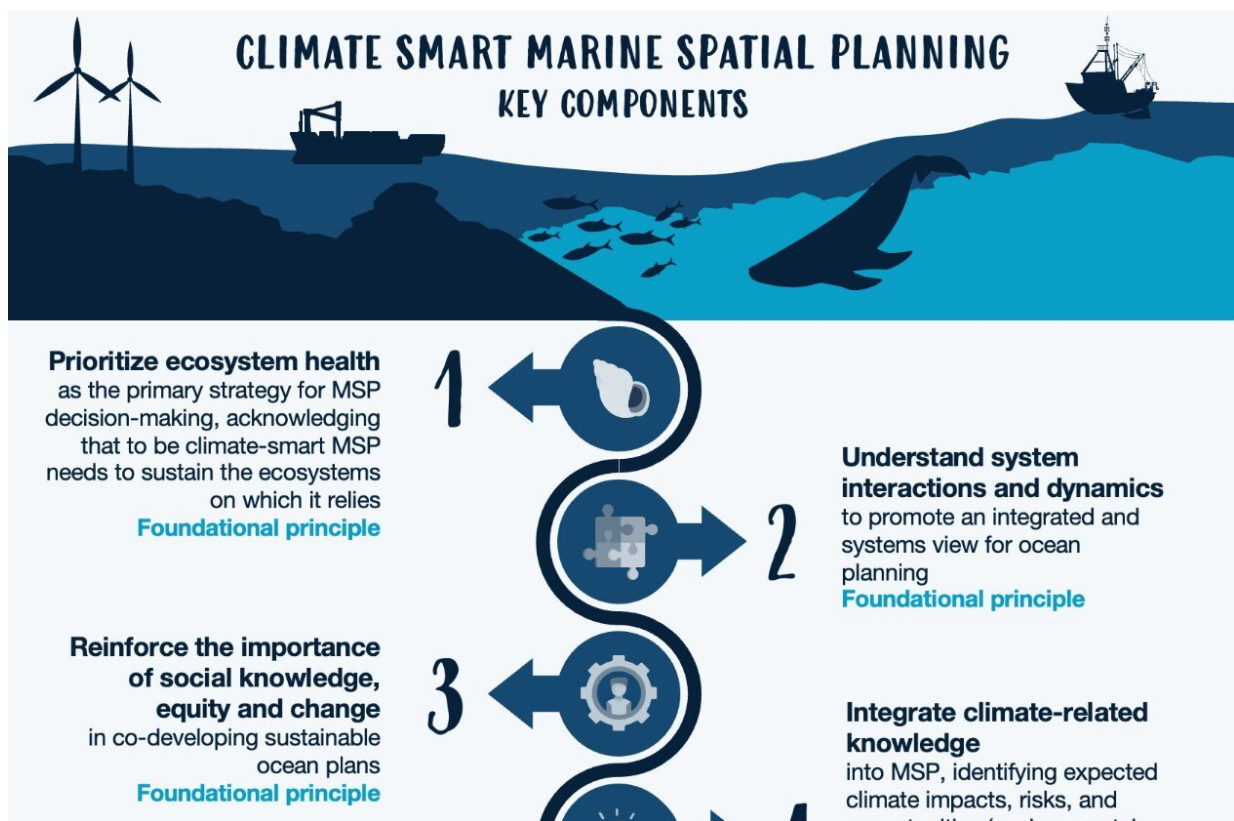 CLIMATE SMART MARINE SPATIAL PLANNING
KEY COMPONENTS
Prioritize ecosystem health
as the primary strategy for MSP
decision-making, acknowledging
that to be climate-smart MSP
needs to sustain the ecosystems
on which it relies
Foundational principle
1
2
Understand system
interactions and dynamics
to promote an integrated and
systems view for ocean
planning
Foundational principle
Reinforce the importance
of social knowledge,
equity and change
in co-developing sustainable
ocean plans
Foundational principle
3
Integrate climate-related
knowledge
into MSP, identifying expected
climate impacts, risks, and